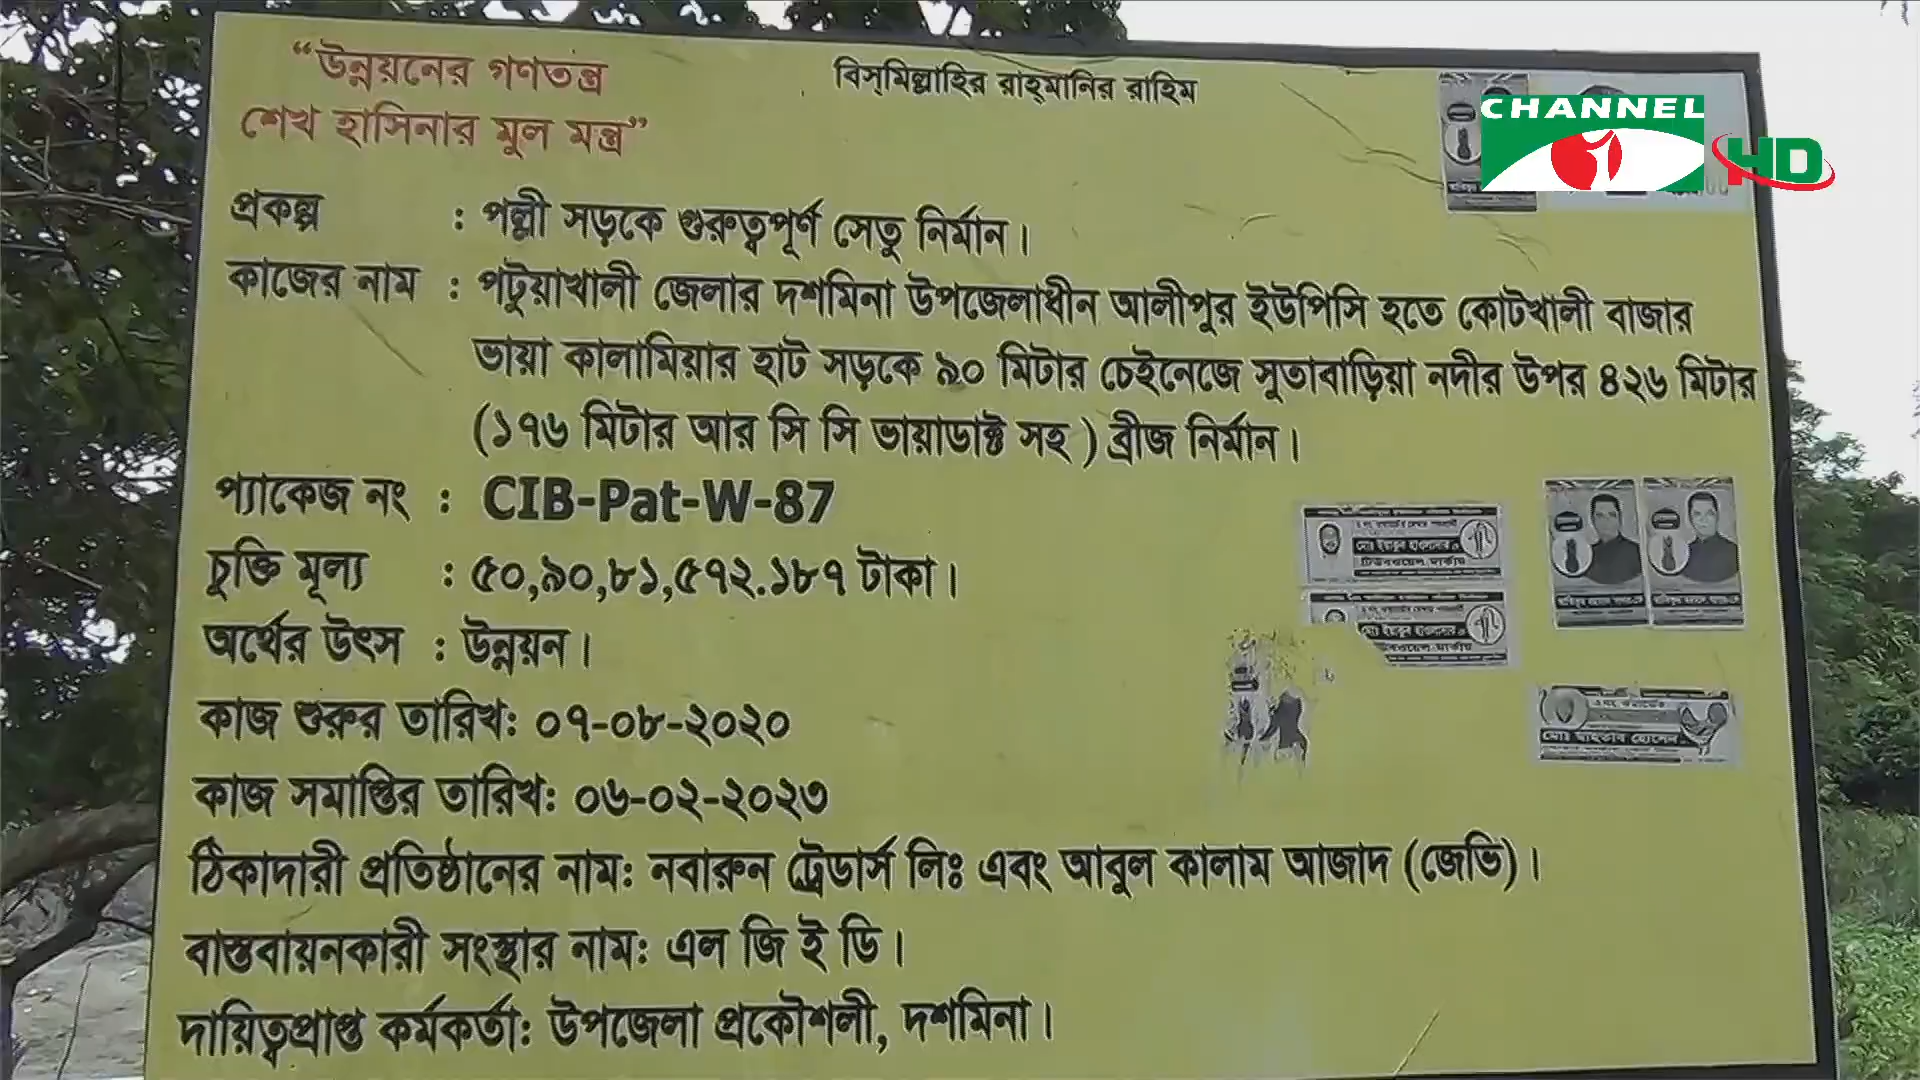 “উন্নয়নের গণতন্ত্র
শেখ হাসিনার মুল মন্ত্র”
বিস্‌মিল্লাহির রাহ্‌মানির রাহিম
CHANNEL
HD
প্রকল্প : পল্লী সড়কে গুরুত্বপূর্ণ সেতু নির্মান।
কাজের নাম : পটুয়াখালী জেলার দশমিনা উপজেলাধীন আলীপুর ইউপিসি হতে কোটখালী বাজার
ভায়া কালামিয়ার হাট সড়কে ৯০ মিটার চেইনেজে সুতাবাড়িয়া নদীর উপর ৪২৬ মিটার
(১৭৬ মিটার আর সি সি ভায়াডাক্ট সহ ) ব্রীজ নির্মান।
প্যাকেজ নং : CIB-Pat-W-87
চুক্তি মূল্য : ৫০,৯০,৮১,৫৭২.১৮৭ টাকা।
অর্থের উৎস : উন্নয়ন।
কাজ শুরুর তারিখ: ০৭-০৮-২০২০
কাজ সমাপ্তির তারিখ: ০৬-০২-২০২৩
ঠিকাদারী প্রতিষ্ঠানের নাম: নবারুন ট্রেডার্স লিঃ এবং আবুল কালাম আজাদ (জেভি)।
বাস্তবায়নকারী সংস্থার নাম: এল জি ই ডি।
দায়িত্বপ্রাপ্ত কর্মকর্তা: উপজেলা প্রকৌশলী, দশমিনা।